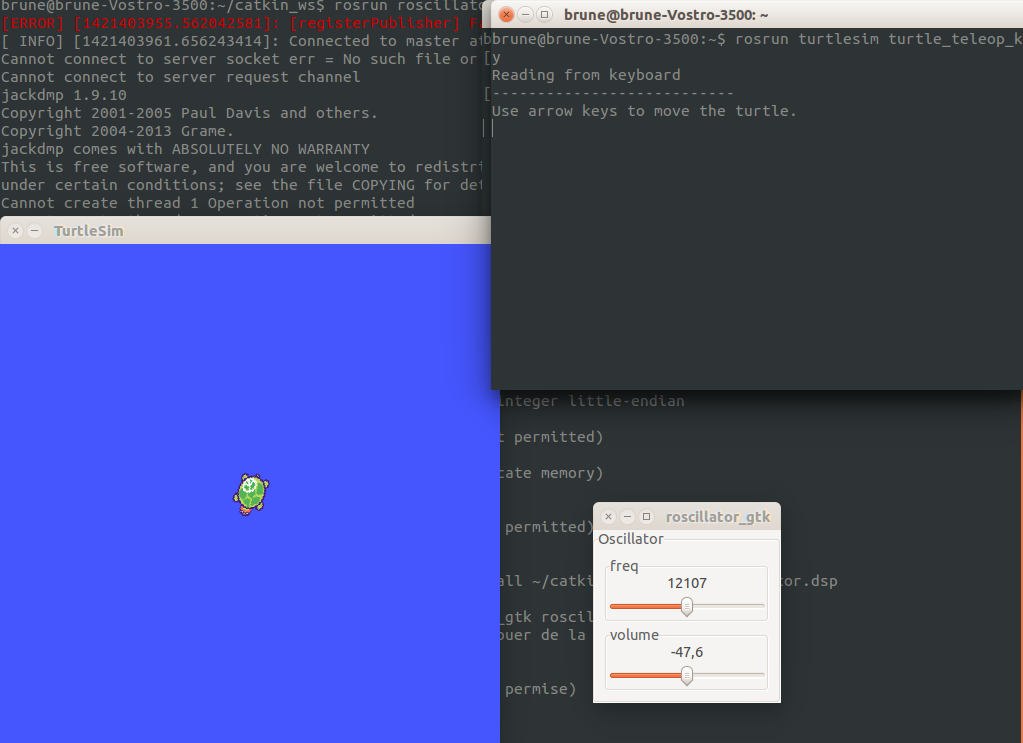 brune@brune-Vostro-3500:~/catkin_ws$ rosrun roscillato
[ERROR] [1421403955.562042581]: [registerPublisher] F
[ INFO] [1421403961.656243414]: Connected to master at
Cannot connect to server socket err = No such file or
Cannot connect to server request channel
jackdmp 1.9.10
Copyright 2001-2005 Paul Davis and others.
Copyright 2004-2013 Grame.
jackdmp comes with ABSOLUTELY NO WARRANTY
This is free software, and you are welcome to redistri
under certain conditions; see the file COPYING for det
Cannot create thread 1 Operation not permitted
brune@brune-Vostro-3500: ~
brune@brune-Vostro-3500:~$ rosrun turtlesim turtle_teleop_k
y
Reading from keyboard
---------------------------
Use arrow keys to move the turtle.
TurtleSim
integer little-endian
t permitted)
cate memory)
permitted)
all ~/catki
tor.dsp
_gtk roscil
ouer de la
permise)
roscillator_gtk
Oscillator
freq
12107
volume
-47,6